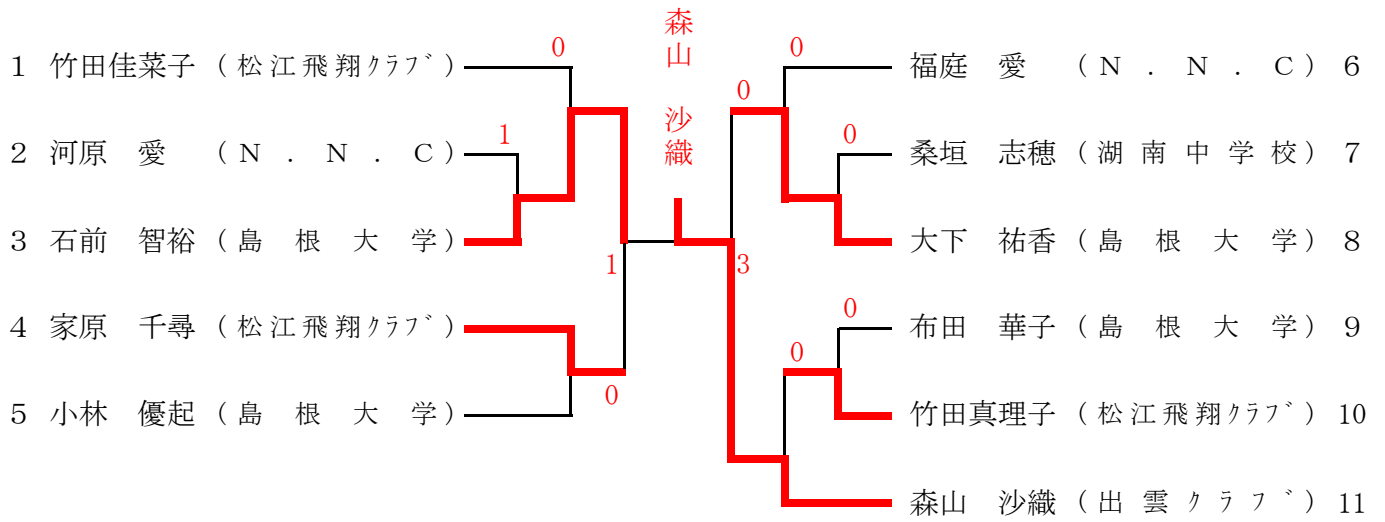 森山 沙織
0
0
1 竹田佳菜子 (松江飛翔クラブ)
福庭 愛 (N.N.C) 6
0
1
0
2 河原 愛 (N.N.C)
桑垣 志穂 (湖南中学校) 7
3 石前 智裕 (島根大学)
大下 祐香 (島根大学) 8
1
3
0
4 家原 千尋 (松江飛翔クラブ)
布田 華子 (島根大学) 9
0
0
5 小林 優起 (島根大学)
竹田真理子 (松江飛翔クラブ) 10
森山 沙織 (出雲クラブ) 11